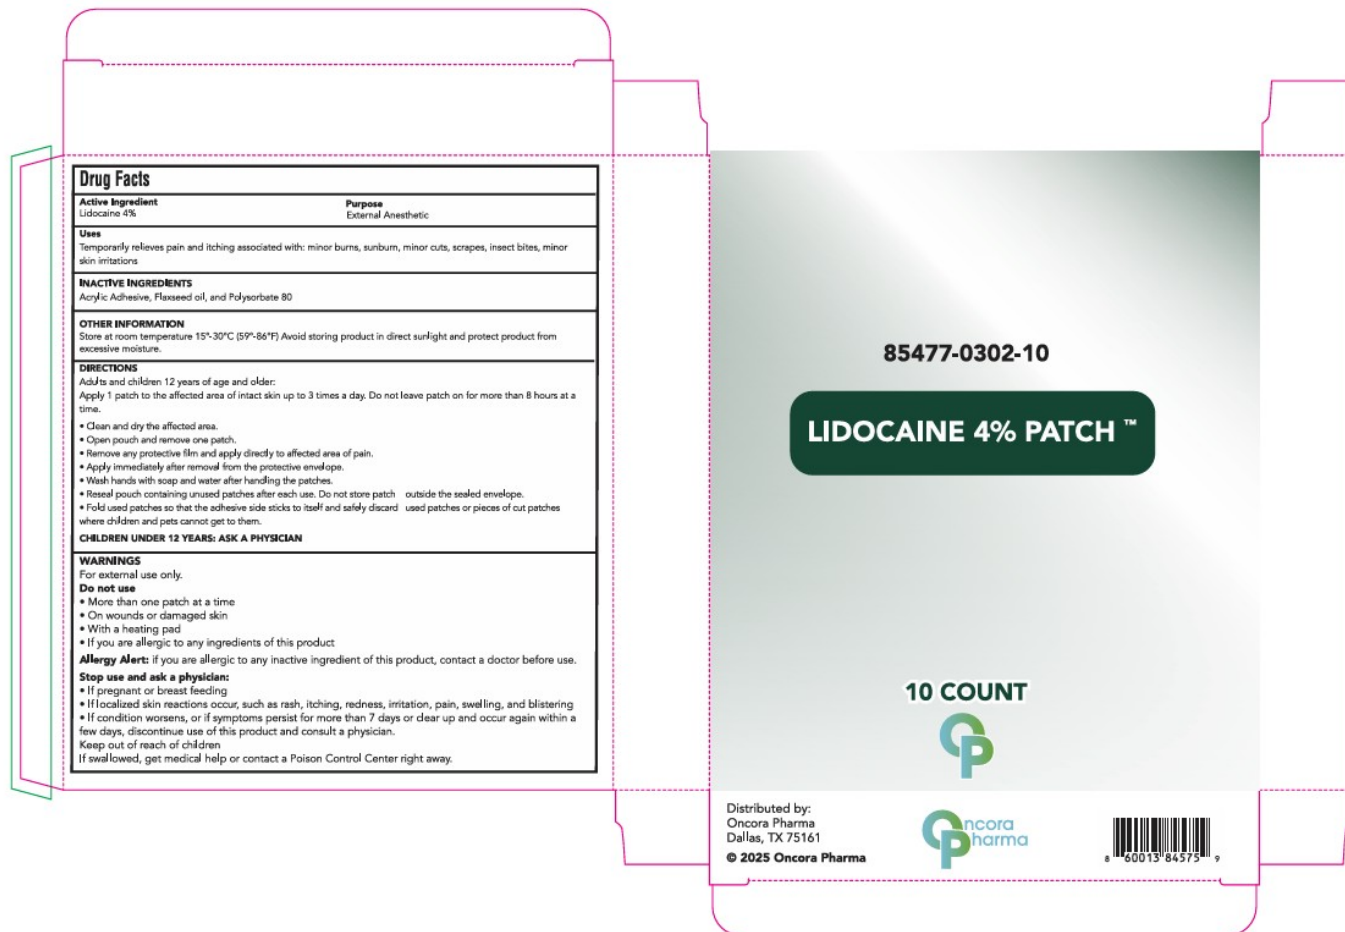 Drug Facts
Active Ingredient Purpose
Lidocaine 4% External Anesthetic
Uses
Temporarily relieves pain and itching associated with: minor burns, sunburn, minor cuts, scrapes, insect bites, minor
skin irritations
INACTIVE INGREDIENTS
Acrylic Adhesive, Flaxseed oil, and Polysorbate 80
OTHER INFORMATION
Store at room temperature 15°-30°C (59°-86°F) Avoid storing product in direct sunlight and protect product from
excessive moisture.
DIRECTIONS
Adults and children 12 years of age and older:
Apply 1 patch to the affected area of intact skin up to 3 times a day. Do not leave patch on for more than 8 hours at a
time.
• Clean and dry the affected area.
• Open pouch and remove one patch.
• Remove any protective film and apply directly to affected area of pain.
• Apply immediately after removal from the protective envelope.
• Wash hands with soap and water after handling the patches.
• Reseal pouch containing unused patches after each use. Do not store patch outside the sealed envelope.
• Fold used patches so that the adhesive side sticks to itself and safely discard used patches or pieces of cut patches
where children and pets cannot get to them.
CHILDREN UNDER 12 YEARS: ASK A PHYSICIAN
WARNINGS
For external use only.
Do not use
• More than one patch at a time
• On wounds or damaged skin
• With a heating pad
• If you are allergic to any ingredients of this product
Allergy Alert: if you are allergic to any inactive ingredient of this product, contact a doctor before use.
Stop use and ask a physician:
• If pregnant or breast feeding
• If localized skin reactions occur, such as rash, itching, redness, irritation, pain, swelling, and blistering
• If condition worsens, or if symptoms persist for more than 7 days or clear up and occur again within a
few days, discontinue use of this product and consult a physician.
Keep out of reach of children
If swallowed, get medical help or contact a Poison Control Center right away.
85477-0302-10
LIDOCAINE 4% PATCH ™
10 COUNT
OP
Distributed by:
Oncora Pharma
Dallas, TX 75161
© 2025 Oncora Pharma
Oncora
Pharma
8 60013 84575 9